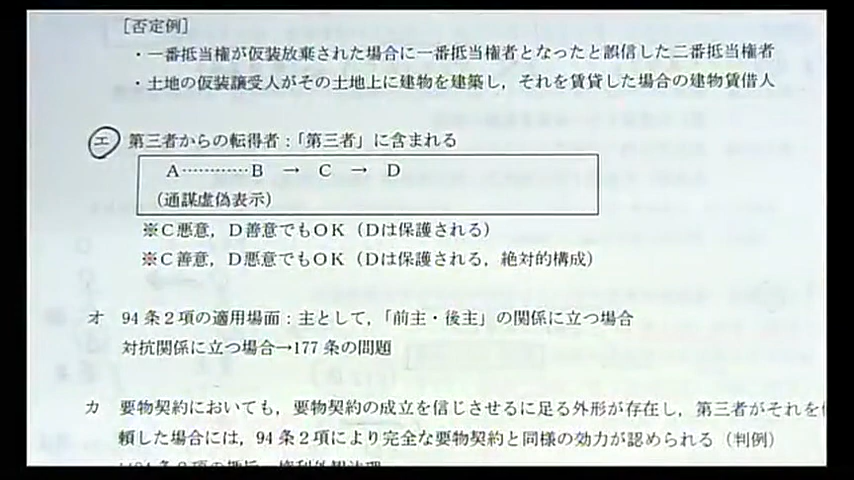 ［否定例］
・一番抵当権が仮装放棄された場合に一番抵当権者となったと誤信した二番抵当権者
・土地の仮装譲受人がその土地上に建物を建築し，それを賃貸した場合の建物賃借人
エ 第三者からの転得者：「第三者」に含まれる
A…………B → C → D
（通謀虚偽表示）
※C悪意，D善意でもOK（Dは保護される）
※C善意，D悪意でもOK（Dは保護される，絶対的構成）
オ 94条2項の適用場面：主として，「前主・後主」の関係に立つ場合
対抗関係に立つ場合→177条の問題
カ 要物契約においても，要物契約の成立を信じさせるに足る外形が存在し，第三者がそれを
頼した場合には，94条2項により完全な要物契約と同様の効力が認められる（判例）